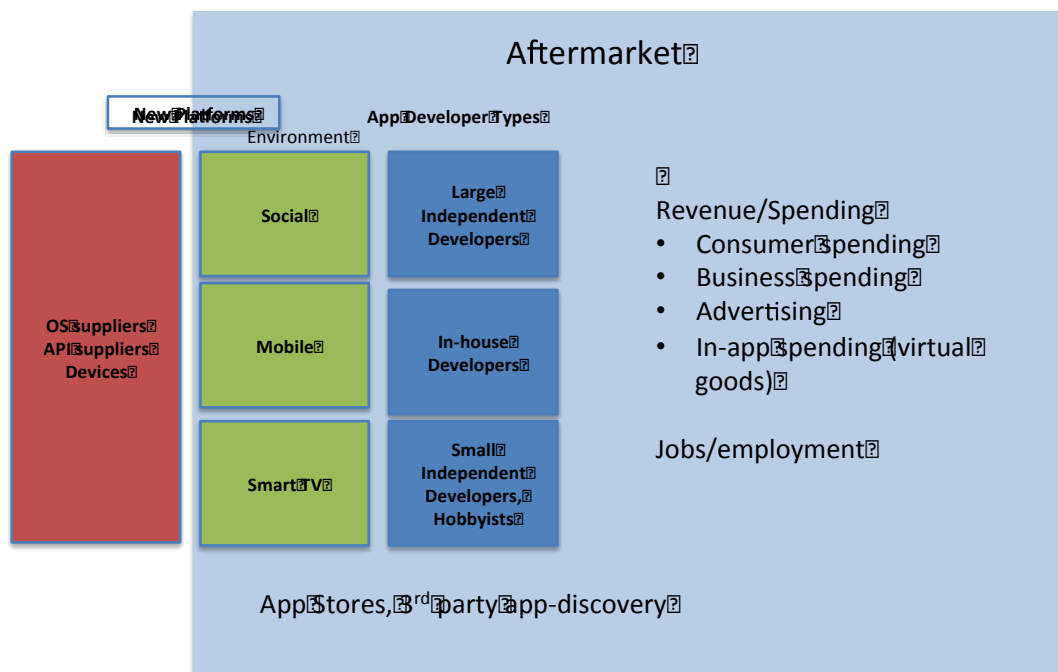 Aftermarket
New Platforms
New Platforms
App Developer Types
Environment
Social
Large
Independent
Developers
OS suppliers
API suppliers
Devices
Mobile
In-house
Developers
Smart TV
Small
Independent
Developers,
Hobbyists
Revenue/Spending
• Consumer spending
• Business spending
• Advertising
• In-app spending (virtual
goods)
Jobs/employment
App Stores, 3rd party app-discovery